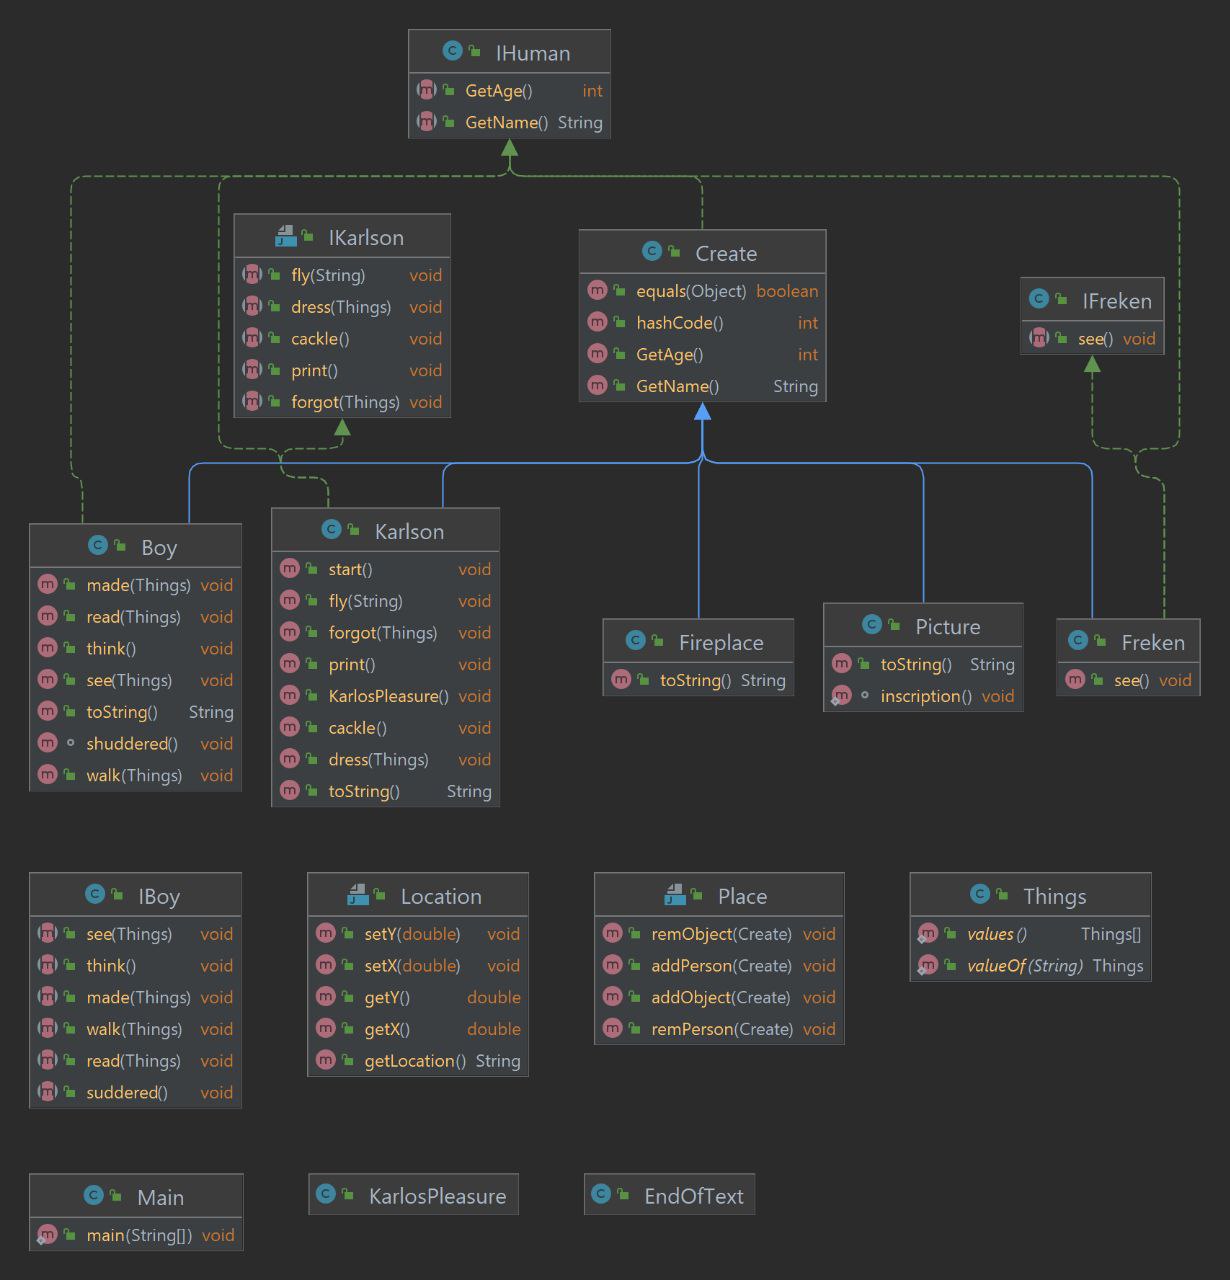 IHuman
GetAge() int
GetName() String
IKarlson
fly(String) void
dress(Things) void
cackle() void
print() void
forgot(Things) void
Create
equals(Object) boolean
hashCode() int
GetAge() int
GetName() String
IFreken
see() void
Boy
made(Things) void
read(Things) void
think() void
see(Things) void
toString() String
shuddered() void
walk(Things) void
Karlson
start() void
fly(String) void
forgot(Things) void
print() void
KarlosPleasure() void
cackle() void
dress(Things) void
toString() String
Fireplace
toString() String
Picture
toString() String
inscription() void
Freken
see() void
IBoy
see(Things) void
think() void
made(Things) void
walk(Things) void
read(Things) void
suddered() void
Location
setY(double) void
setX(double) void
getY() double
getX() double
getLocation() String
Place
remObject(Create) void
addPerson(Create) void
addObject(Create) void
remPerson(Create) void
Things
values() Things[]
valueOf(String) Things
Main
main(String[]) void
KarlosPleasure
EndOfText